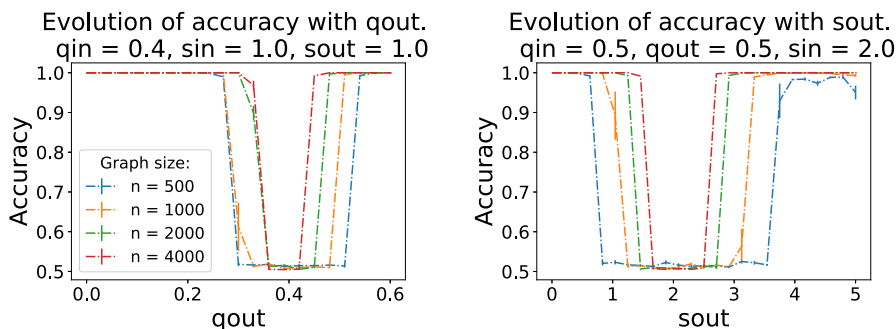 Evolution of accuracy with qout.
qin = 0.4, sin = 1.0, sout = 1.0
Accuracy
1.0
0.9
0.8
0.7
0.6
0.5
Graph size:
n = 500
n = 1000
n = 2000
n = 4000
0.0
0.2
0.4
0.6
qout
Evolution of accuracy with sout.
qin = 0.5, qout = 0.5, sin = 2.0
Accuracy
1.0
0.9
0.8
0.7
0.6
0.5
0
1
2
3
4
5
sout